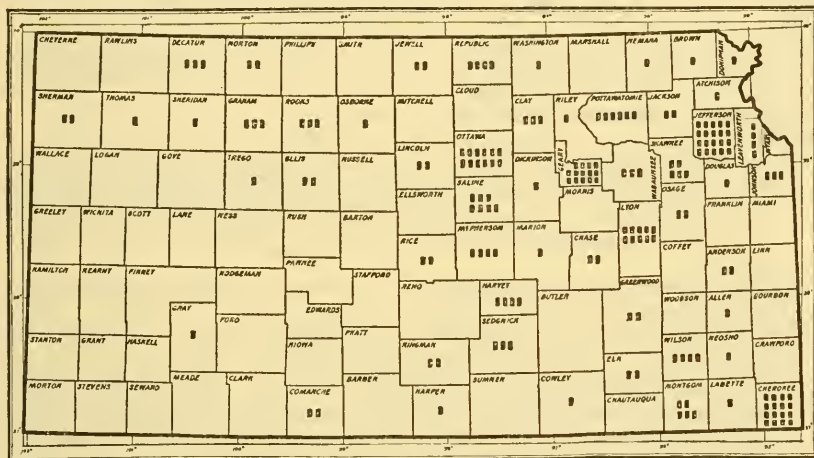 CHEYENNE RAWLINS DECATUR NORTON PHILLIPS SMITH JEWELL REPUBLIC WASHINGTON MARSHALL NEMAHA BROWN DONIPHAN
ATCHISON
SHERMAN THOMAS SHERIDAN GRAHAM ROOKS OSBORNE MITCHELL CLOUD CLAY RILEY POTTAWATOMIE JACKSON JEFFERSON LEAVENWORTH
OTTAWA
WALLACE LOGAN GOVE TREGO ELLIS RUSSELL LINCOLN DICKINSON GEARY WABAUNSEE SHAWNEE DOUGLAS JOHNSON
ELLSWORTH SALINE MORRIS LYON OSAGE FRANKLIN MIAMI
GREELEY WICHITA SCOTT LANE NESS RUSH BARTON RICE MCPHERSON MARION CHASE COFFEY ANDERSON LINN
HAMILTON KEARNY FINNEY HODGEMAN PAWNEE STAFFORD RENO HARVEY BUTLER GREENWOOD WOODSON ALLEN BOURBON
GRAY FORD EDWARDS SEDGWICK
STANTON GRANT HASKELL KIOWA PRATT KINGMAN ELK WILSON NEOSHO CRAWFORD
MORTON STEVENS SEWARD MEADE CLARK COMANCHE BARBER HARPER SUMNER COWLEY CHAUTAUQUA MONTGOM LABETTE CHEROKEE